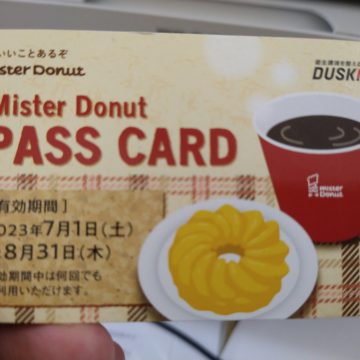 いいことあるぞ
mister Donut
Mister Donut
PASS CARD
DUSK
mister Donut
有効期間]
2023年7月1日(土)
8月31日(木)
効期間中は何回でも
利用いただけます。